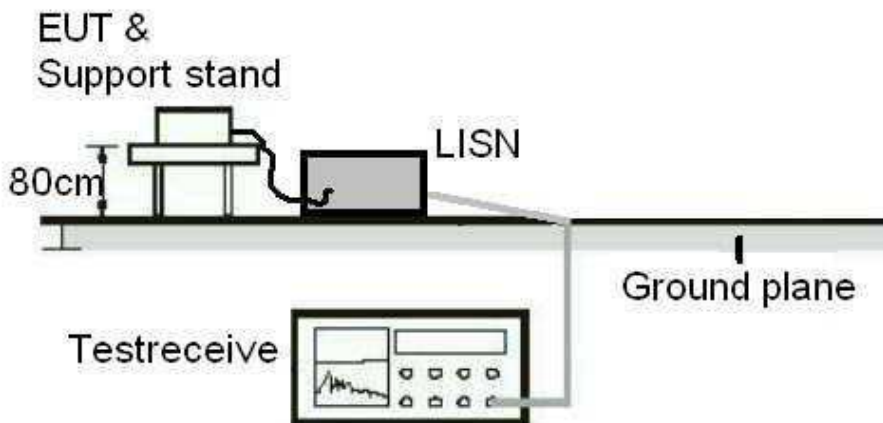 EUT &
Support stand
LISN
80cm
Ground plane
Testreceive